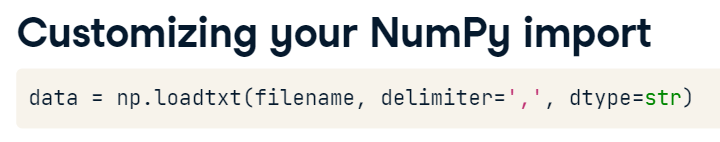 Customizing your NumPy import
data = np.loadtxt(filename, delimiter=',', dtype=str)